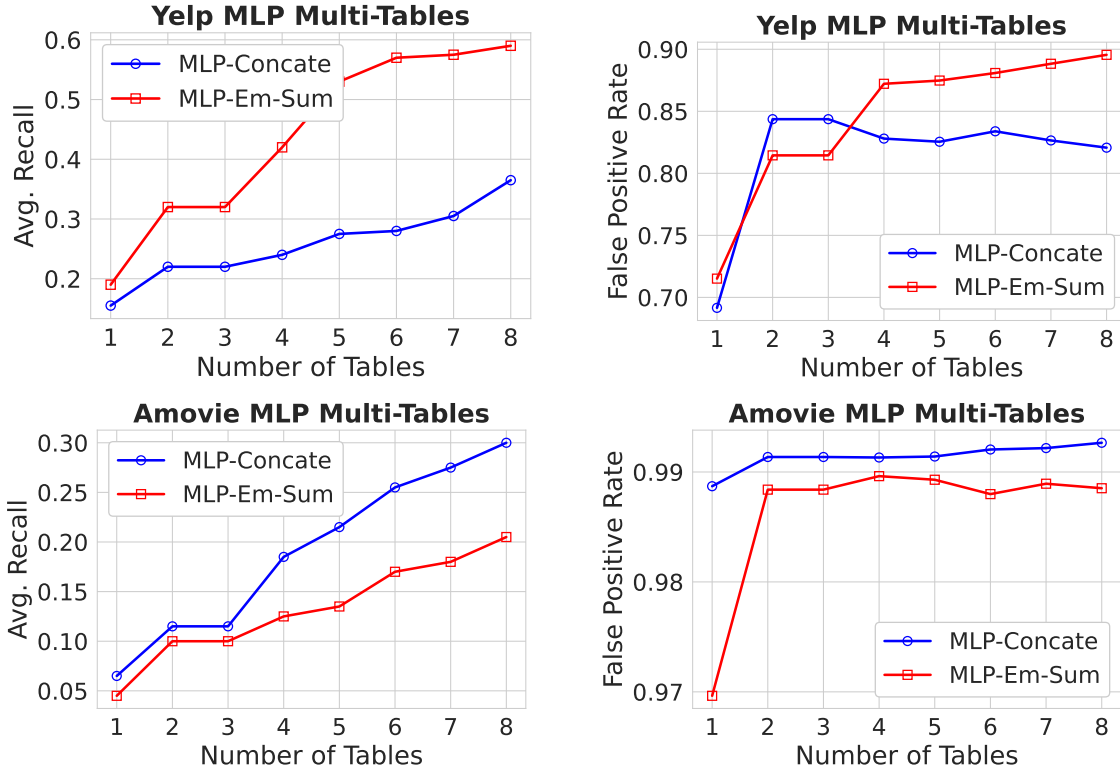 Yelp MLP Multi-Tables
0.6
0.5
0.4
0.3
0.2
Avg. Recall
MLP-Concate
MLP-Em-Sum
1 2 3 4 5 6 7 8
Number of Tables
Yelp MLP Multi-Tables
0.90
0.85
0.80
0.75
0.70
False Positive Rate
MLP-Concate
MLP-Em-Sum
1 2 3 4 5 6 7 8
Number of Tables
Amovie MLP Multi-Tables
0.30
0.25
0.20
0.15
0.10
0.05
Avg. Recall
MLP-Concate
MLP-Em-Sum
1 2 3 4 5 6 7 8
Number of Tables
Amovie MLP Multi-Tables
0.99
0.98
0.97
False Positive Rate
MLP-Concate
MLP-Em-Sum
1 2 3 4 5 6 7 8
Number of Tables